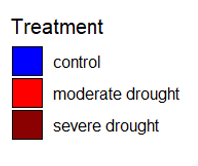 Treatment
control
moderate drought
severe drought